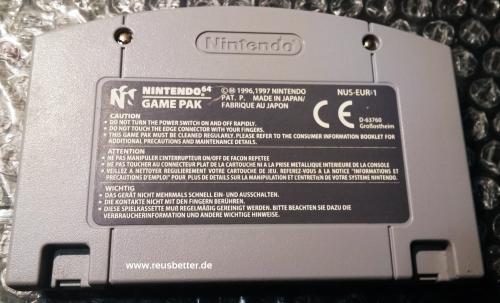 Nintendo
NINTENDO 64
GAME PAK
© Ⓜ 1996,1997 NINTENDO
PAT. P. MADE IN JAPAN/
FABRIQUE AU JAPON
NUS-EUR-1
CE
D-63760
Großostheim
CAUTION
• DO NOT TURN THE POWER SWITCH ON AND OFF RAPIDLY.
• DO NOT TOUCH THE EDGE CONNECTOR WITH YOUR FINGERS.
• THIS GAME PAK MUST BE CLEANED REGULARLY. PLEASE REFER TO THE CONSUMER INFORMATION BOOKLET FOR
ADDITIONAL PRECAUTIONS AND MAINTENANCE DETAILS.
ATTENTION
• NE PAS MANIPULER L'INTERRUPTEUR ON/OFF DE FACON REPETEE
• NE PAS TOUCHER AU CONNECTEUR PLAT DE LA CARTOUCHE NI A LA PRISE METALLIQUE INTERIEURE DE LA CONSOLE
• VEILLEZ À NETTOYER REGULIEREMENT VOTRE CARTOUCHE DE JEU. REFEREZ-VOUS A LA NOTICE "INFORMATIONS ET
PRECAUTIONS D'EMPLOI" POUR PLUS DE DETAILS SUR LA MANIPULATION ET L'ENTRETIEN DE VOTRE SYSTEME NINTENDO.
WICHTIG
• DAS GERÄT NICHT MEHRMALS SCHNELL EIN- UND AUSSCHALTEN.
• DIE KONTAKTE NICHT MIT DEN FINGERN BERÜHREN.
• DIESE SPIELKASSETTE MUß REGELMÄßIG GEREINIGT WERDEN. BITTE BEACHTEN SIE DAZU DIE
VERBRAUCHERINFORMATION UND ANDERE WICHTIGE HINWEISE.
www.reusbetter.de